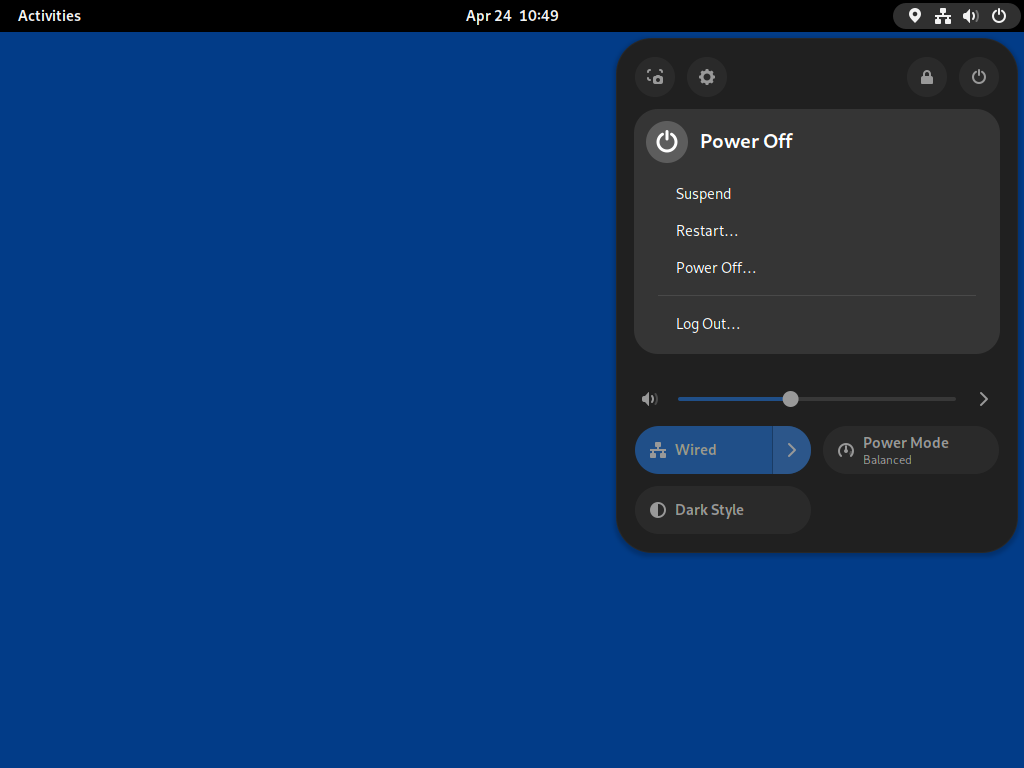 Activities
Apr 24 10:49
Power Off
Suspend
Restart…
Power Off…
Log Out…
Wired
Power Mode
Balanced
Dark Style